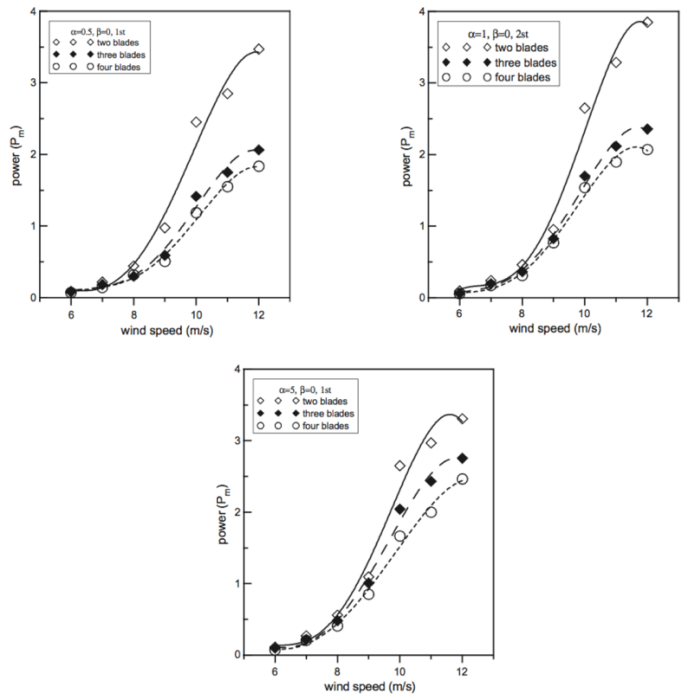 α=0.5, β=0, 1st
two blades
three blades
four blades
4
3
2
1
0
power (Pm)
6 8 10 12
wind speed (m/s)
α=1, β=0, 2st
two blades
three blades
four blades
4
3
2
1
0
power (Pm)
6 8 10 12
wind speed (m/s)
α=5, β=0, 1st
two blades
three blades
four blades
4
3
2
1
0
power (Pm)
6 8 10 12
wind speed (m/s)